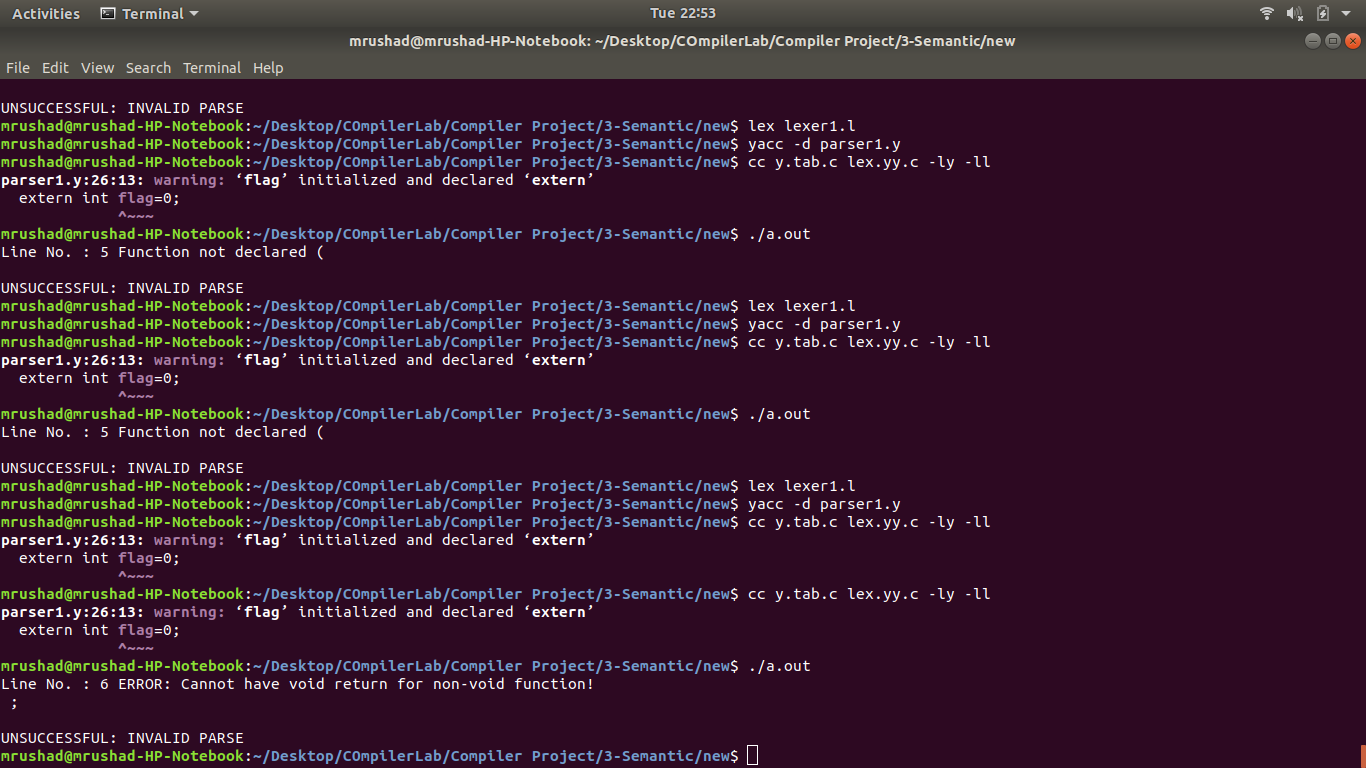 Activities Terminal Tue 22:53
mrushad@mrushad-HP-Notebook: ~/Desktop/COmpilerLab/Compiler Project/3-Semantic/new
File Edit View Search Terminal Help
UNSUCCESSFUL: INVALID PARSE
mrushad@mrushad-HP-Notebook:~/Desktop/COmpilerLab/Compiler Project/3-Semantic/new$ lex lexer1.l
mrushad@mrushad-HP-Notebook:~/Desktop/COmpilerLab/Compiler Project/3-Semantic/new$ yacc -d parser1.y
mrushad@mrushad-HP-Notebook:~/Desktop/COmpilerLab/Compiler Project/3-Semantic/new$ cc y.tab.c lex.yy.c -ly -ll
parser1.y:26:13: warning: ‘flag’ initialized and declared ‘extern’
  extern int flag=0;
             ^~~~
mrushad@mrushad-HP-Notebook:~/Desktop/COmpilerLab/Compiler Project/3-Semantic/new$ ./a.out
Line No. : 5 Function not declared (
UNSUCCESSFUL: INVALID PARSE
mrushad@mrushad-HP-Notebook:~/Desktop/COmpilerLab/Compiler Project/3-Semantic/new$ lex lexer1.l
mrushad@mrushad-HP-Notebook:~/Desktop/COmpilerLab/Compiler Project/3-Semantic/new$ yacc -d parser1.y
mrushad@mrushad-HP-Notebook:~/Desktop/COmpilerLab/Compiler Project/3-Semantic/new$ cc y.tab.c lex.yy.c -ly -ll
parser1.y:26:13: warning: ‘flag’ initialized and declared ‘extern’
  extern int flag=0;
             ^~~~
mrushad@mrushad-HP-Notebook:~/Desktop/COmpilerLab/Compiler Project/3-Semantic/new$ ./a.out
Line No. : 5 Function not declared (
UNSUCCESSFUL: INVALID PARSE
mrushad@mrushad-HP-Notebook:~/Desktop/COmpilerLab/Compiler Project/3-Semantic/new$ lex lexer1.l
mrushad@mrushad-HP-Notebook:~/Desktop/COmpilerLab/Compiler Project/3-Semantic/new$ yacc -d parser1.y
mrushad@mrushad-HP-Notebook:~/Desktop/COmpilerLab/Compiler Project/3-Semantic/new$ cc y.tab.c lex.yy.c -ly -ll
parser1.y:26:13: warning: ‘flag’ initialized and declared ‘extern’
  extern int flag=0;
             ^~~~
mrushad@mrushad-HP-Notebook:~/Desktop/COmpilerLab/Compiler Project/3-Semantic/new$ cc y.tab.c lex.yy.c -ly -ll
parser1.y:26:13: warning: ‘flag’ initialized and declared ‘extern’
  extern int flag=0;
             ^~~~
mrushad@mrushad-HP-Notebook:~/Desktop/COmpilerLab/Compiler Project/3-Semantic/new$ ./a.out
Line No. : 6 ERROR: Cannot have void return for non-void function!
 ;
UNSUCCESSFUL: INVALID PARSE
mrushad@mrushad-HP-Notebook:~/Desktop/COmpilerLab/Compiler Project/3-Semantic/new$